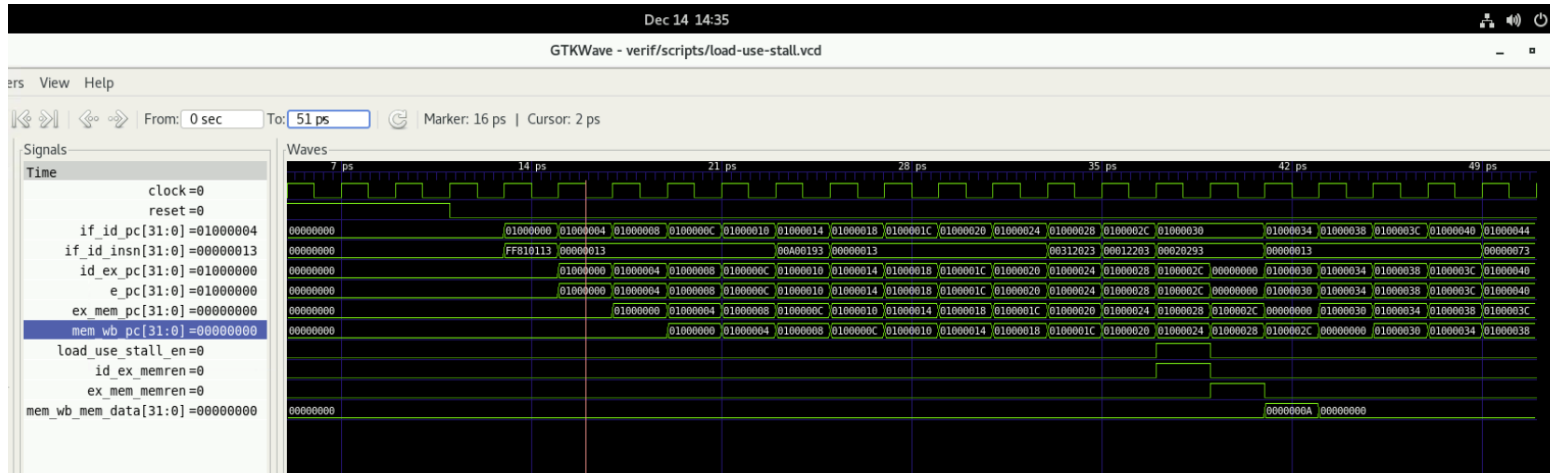 Dec 14 14:35
GTKWave - verif/scripts/load-use-stall.vcd
ers View Help
From: 0 sec To: 51 ps Marker: 16 ps | Cursor: 2 ps
Signals
Waves
Time
7 ps 14 ps 21 ps 28 ps 35 ps 42 ps 49 ps
clock =0
reset =0
if_id_pc[31:0] =01000004 00000000 01000000 01000004 01000008 0100000C 01000010 01000014 01000018 0100001C 01000020 01000024 01000028 0100002C 01000030 01000034 01000038 0100003C 01000040 01000044
if_id_insn[31:0] =00000013 00000000 FF810113 00000013 00A00193 00000013 00312023 00012203 00020293 00000013 00000073
id_ex_pc[31:0] =01000000 00000000 01000000 01000004 01000008 0100000C 01000010 01000014 01000018 0100001C 01000020 01000024 01000028 0100002C 00000000 01000030 01000034 01000038 0100003C 01000040
e_pc[31:0] =01000000 00000000 01000000 01000004 01000008 0100000C 01000010 01000014 01000018 0100001C 01000020 01000024 01000028 0100002C 00000000 01000030 01000034 01000038 0100003C 01000040
ex_mem_pc[31:0] =00000000 00000000 01000000 01000004 01000008 0100000C 01000010 01000014 01000018 0100001C 01000020 01000024 01000028 0100002C 00000000 01000030 01000034 01000038 0100003C
mem_wb_pc[31:0] =00000000 00000000 01000000 01000004 01000008 0100000C 01000010 01000014 01000018 0100001C 01000020 01000024 01000028 0100002C 00000000 01000030 01000034 01000038
load_use_stall_en =0
id_ex_memren =0
ex_mem_memren =0
mem_wb_mem_data[31:0] =00000000 00000000 0000000A 00000000